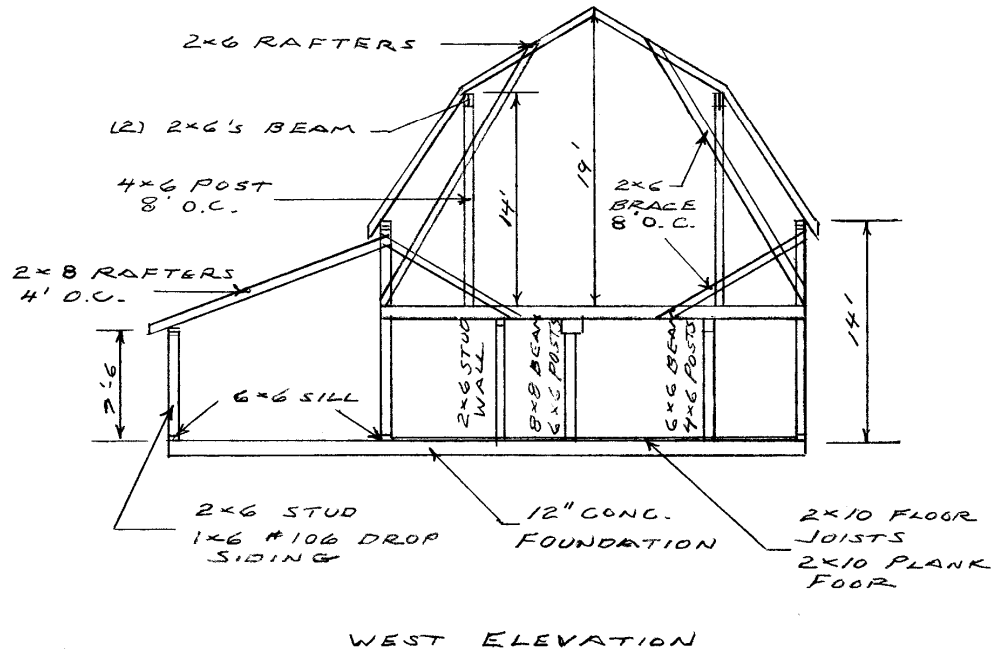 2×6 RAFTERS
(2) 2×6's BEAM
4×6 POST
8' O.C.
14'
19'
2×6
BRACE
8' O.C.
2×8 RAFTERS
4' O.C.
14'
6×6 SILL
2×6 STUD
WALL
8×8 BEAM
6×6 POSTS
6×6 BEAM
4×6 POSTS
2×6 STUD
1×6 #106 DROP
SIDING
12" CONC.
FOUNDATION
2×10 FLOOR
JOISTS
2×10 PLANK
FOOR
WEST ELEVATION